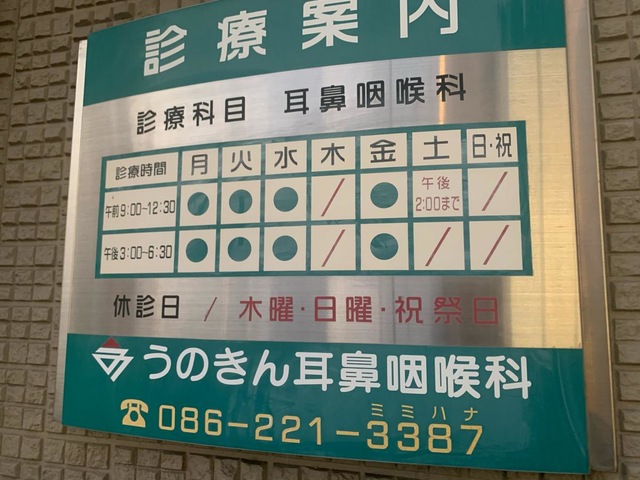 診療案内
診療科目 耳鼻咽喉科
診療時間 月 火 水 木 金 土 日・祝
午前9:00~12:30 ● ● ● / ● 午後2:00まで /
午後3:00~6:30 ● ● ● / ● / /
休診日 / 木曜・日曜・祝祭日
うのきん耳鼻咽喉科
ミミハナ
☎086-221-3387